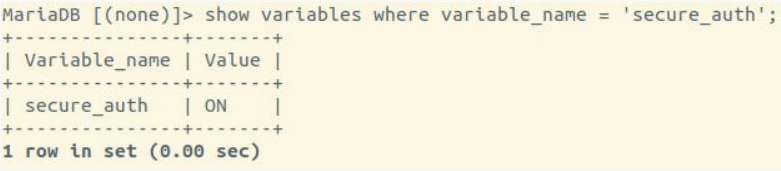 MariaDB [(none)]> show variables where variable_name = 'secure_auth';
+---------------+-------+
| Variable_name | Value |
+---------------+-------+
| secure_auth   | ON    |
+---------------+-------+
1 row in set (0.00 sec)